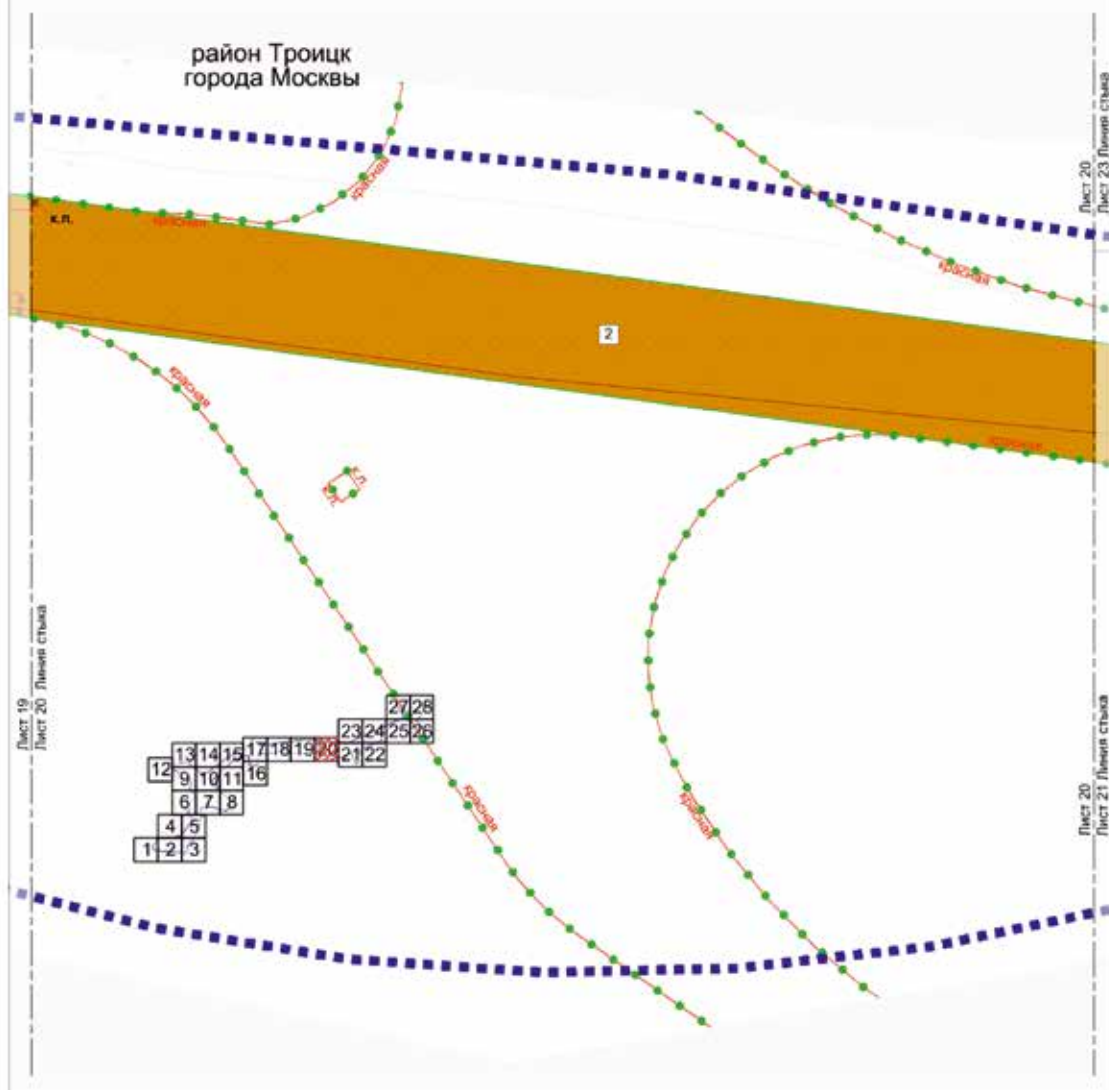 район Троицк
города Москвы
Лист 20
Лист 23 Линия стыка
красная
красная
к.п.
красная
2
красная
красная
к.п.
к.п.
Лист 19
Лист 20 Линия стыка
27 28
23 24 25 26
13 14 15 17 18 19 20 21 22
12 9 10 11 16
6 7 8
4 5
1 2 3
красная
красная
Лист 20
Лист 21 Линия стыка